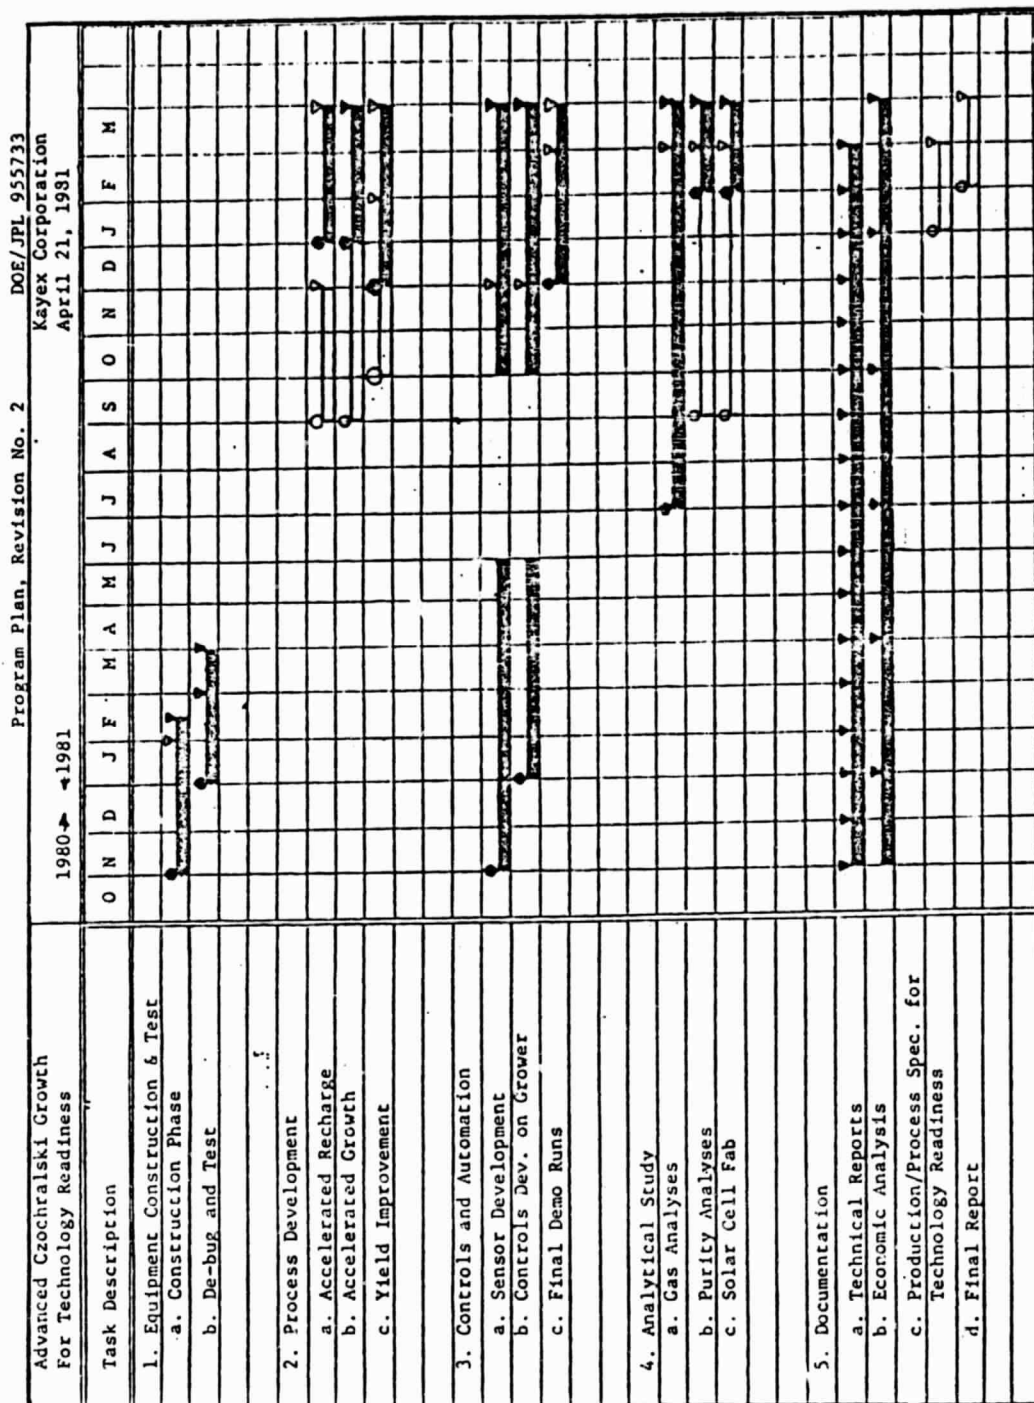 Advanced Czochralski Growth
For Technology Readiness
Program Plan, Revision No. 2
DOE/JPL 955733
Kayex Corporation
April 21, 1981
1980 1981
Task Description
O N D J F M A M J J A S O N D J F M
1. Equipment Construction & Test
a. Construction Phase
b. De-bug and Test
2. Process Development
a. Accelerated Recharge
b. Accelerated Growth
c. Yield Improvement
3. Controls and Automation
a. Sensor Development
b. Controls Dev. on Grower
c. Final Demo Runs
4. Analytical Study
a. Gas Analyses
b. Purity Analyses
c. Solar Cell Fab
5. Documentation
a. Technical Reports
b. Economic Analysis
c. Production/Process Spec. for
Technology Readiness
d. Final Report